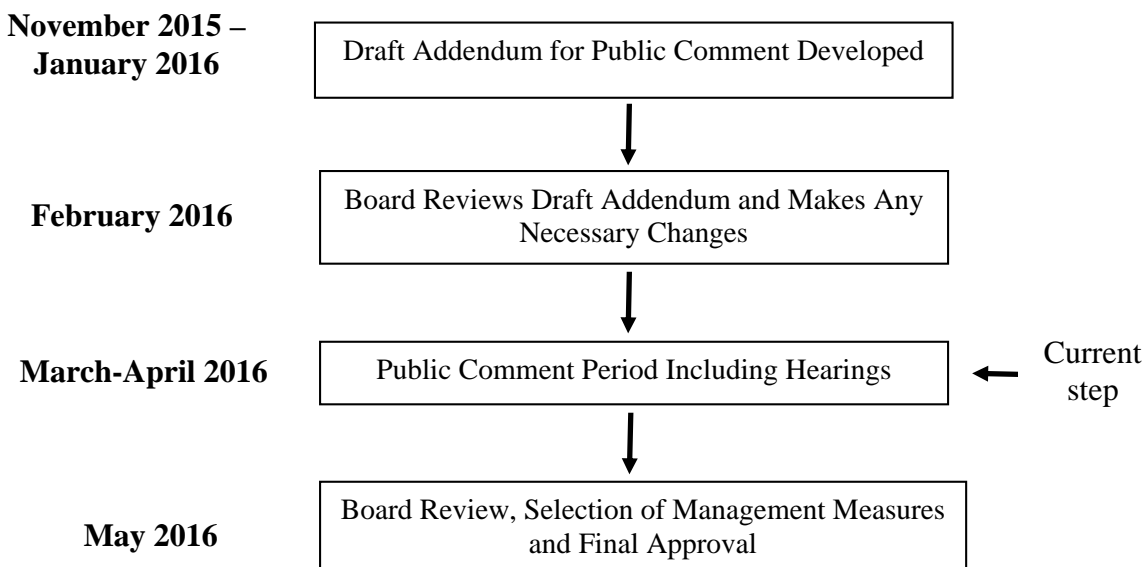 November 2015 –
January 2016
Draft Addendum for Public Comment Developed
February 2016
Board Reviews Draft Addendum and Makes Any
Necessary Changes
March-April 2016
Public Comment Period Including Hearings
Current
step
May 2016
Board Review, Selection of Management Measures
and Final Approval